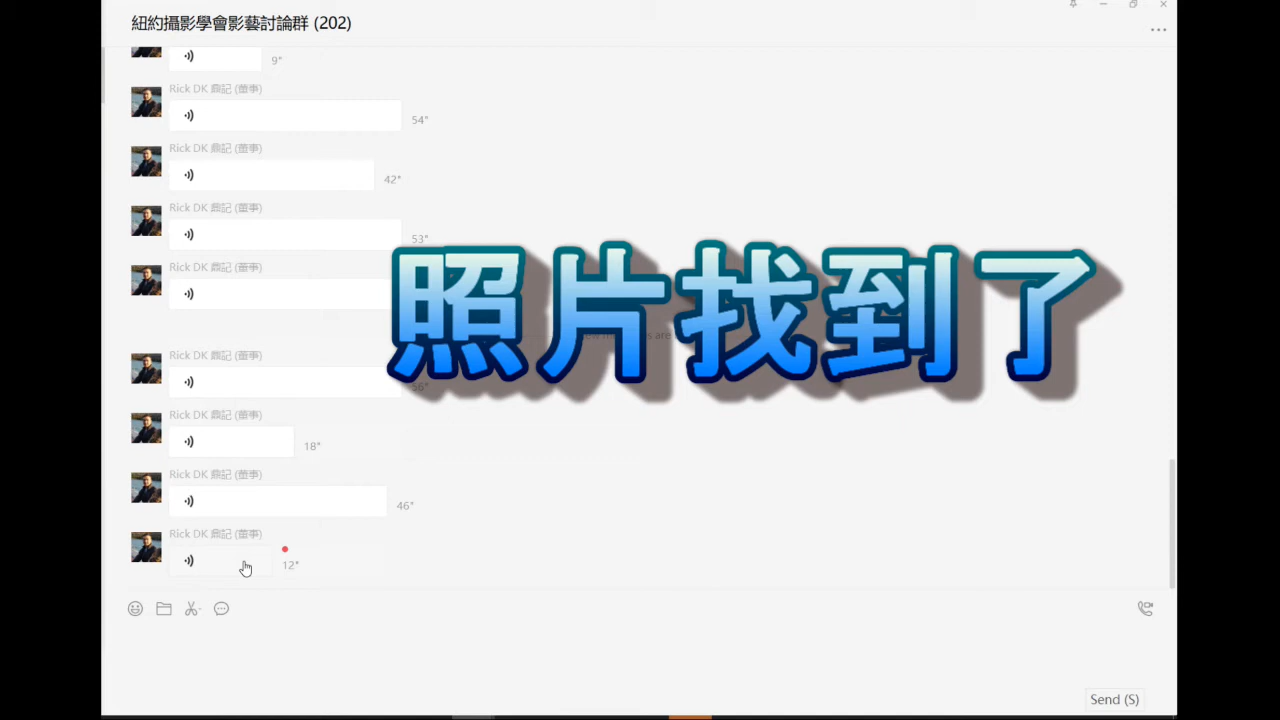 紐約攝影學會影藝討論群 (202)
9"
Rick DK 鼎記 (董事)
54"
Rick DK 鼎記 (董事)
42"
Rick DK 鼎記 (董事)
53"
Rick DK 鼎記 (董事)
照片找到了
Rick DK 鼎記 (董事)
56"
Rick DK 鼎記 (董事)
18"
Rick DK 鼎記 (董事)
46"
Rick DK 鼎記 (董事)
12"
Send (S)